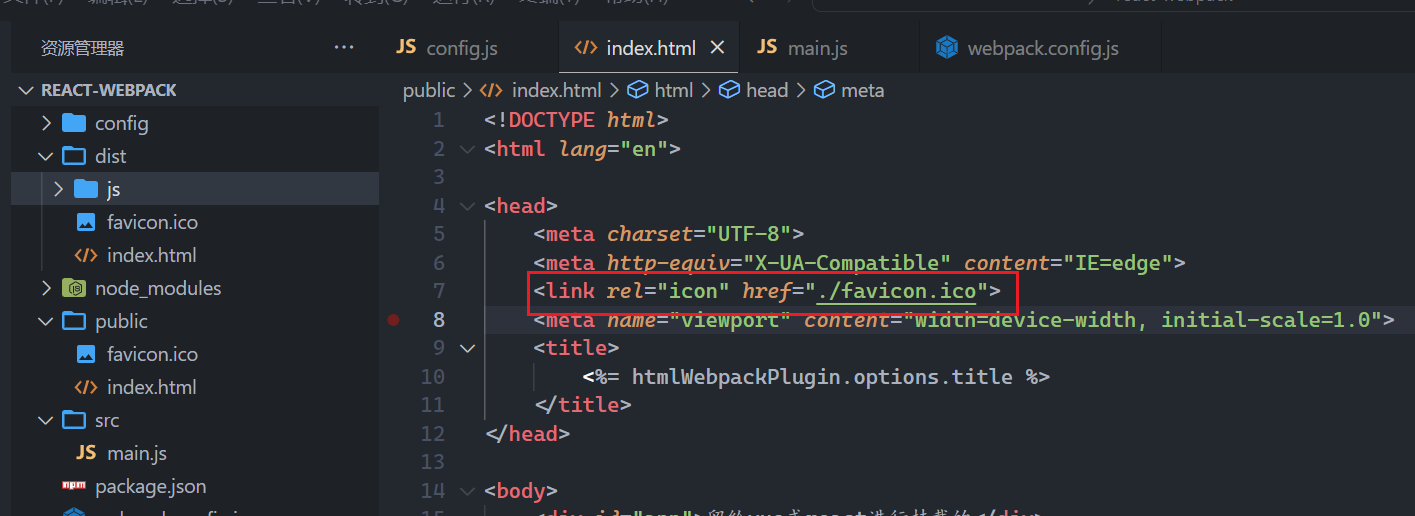 资源管理器 ···
JS config.js
<> index.html ×
JS main.js
webpack.config.js
REACT-WEBPACK
public > <> index.html > html > head > meta
config
dist
js
favicon.ico
<> index.html
node_modules
public
favicon.ico
<> index.html
src
JS main.js
npm package.json
1 <!DOCTYPE html>
2 <html lang="en">
3
4 <head>
5 <meta charset="UTF-8">
6 <meta http-equiv="X-UA-Compatible" content="IE=edge">
7 <link rel="icon" href="./favicon.ico">
8 <meta name="viewport" content="width=device-width, initial-scale=1.0">
9 <title>
10 <%= htmlWebpackPlugin.options.title %>
11 </title>
12 </head>
13
14 <body>